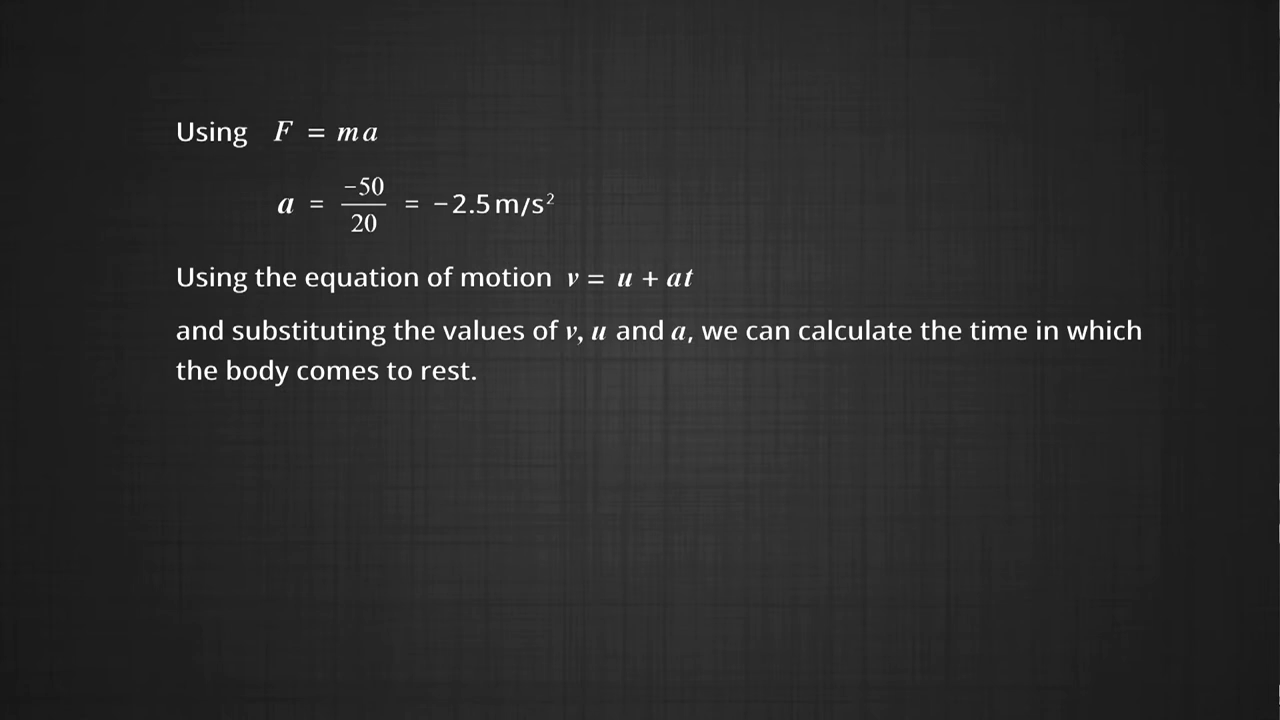 Using F = ma
a = −50/20 = −2.5 m/s²
Using the equation of motion v = u + at
and substituting the values of v, u and a, we can calculate the time in which
the body comes to rest.